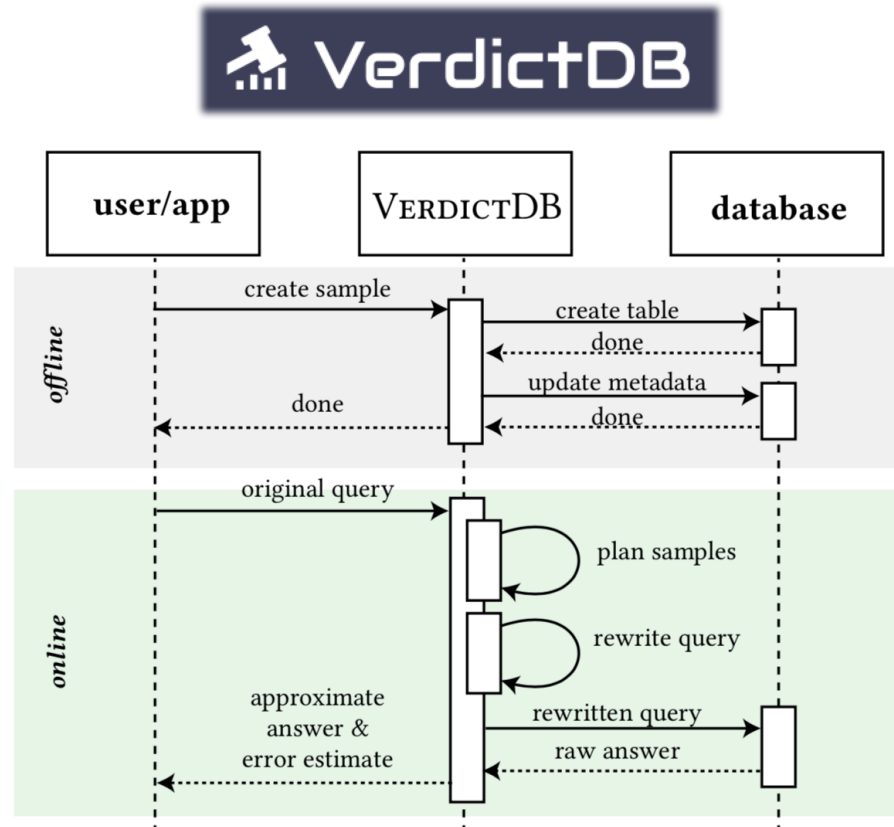 VerdictDB
user/app
VERDICTDB
database
offline
create sample
create table
done
update metadata
done
done
online
original query
plan samples
rewrite query
approximate
answer &
error estimate
rewritten query
raw answer